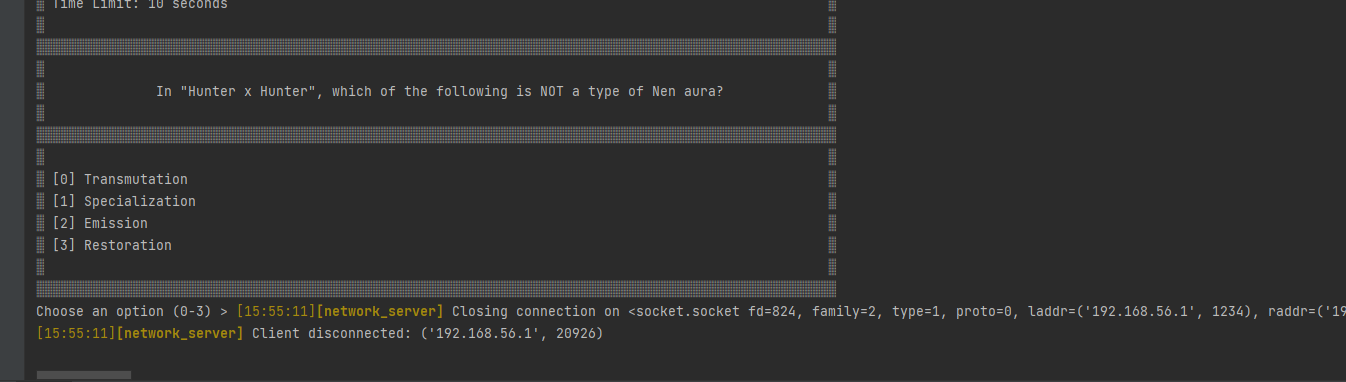 Time Limit: 10 seconds
In "Hunter x Hunter", which of the following is NOT a type of Nen aura?
[0] Transmutation
[1] Specialization
[2] Emission
[3] Restoration
Choose an option (0-3) > [15:55:11][network_server] Closing connection on <socket.socket fd=824, family=2, type=1, proto=0, laddr=('192.168.56.1', 1234), raddr=('19
[15:55:11][network_server] Client disconnected: ('192.168.56.1', 20926)